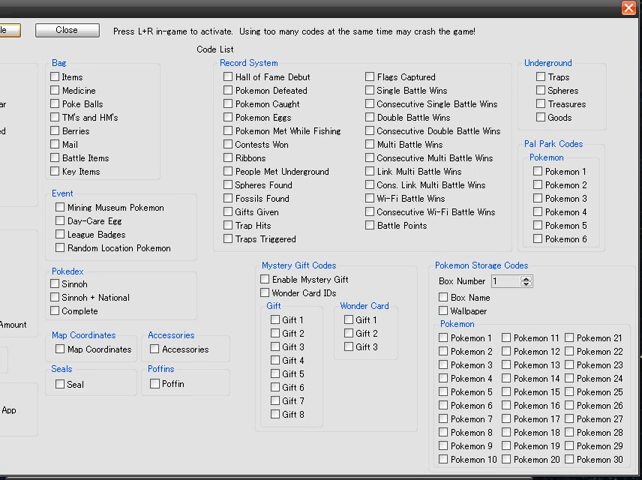 le
Close
Press L+R in-game to activate. Using too many codes at the same time may crash the game!
Code List
Bag
Items
Medicine
Poke Balls
TM's and HM's
Berries
Mail
Battle Items
Key Items
Event
Mining Museum Pokemon
Day-Care Egg
League Badges
Random Location Pokemon
Pokedex
Sinnoh
Sinnoh + National
Complete
Map Coordinates
Map Coordinates
Accessories
Accessories
Seals
Seal
Poffins
Poffin
ar
ed
Amount
App
Record System
Hall of Fame Debut
Pokemon Defeated
Pokemon Caught
Pokemon Eggs
Pokemon Met While Fishing
Contests Won
Ribbons
People Met Underground
Spheres Found
Fossils Found
Gifts Given
Trap Hits
Traps Triggered
Flags Captured
Single Battle Wins
Consecutive Single Battle Wins
Double Battle Wins
Consecutive Double Battle Wins
Multi Battle Wins
Consecutive Multi Battle Wins
Link Multi Battle Wins
Cons. Link Multi Battle Wins
Wi-Fi Battle Wins
Consecutive Wi-Fi Battle Wins
Battle Points
Underground
Traps
Spheres
Treasures
Goods
Pal Park Codes
Pokemon
Pokemon 1
Pokemon 2
Pokemon 3
Pokemon 4
Pokemon 5
Pokemon 6
Mystery Gift Codes
Enable Mystery Gift
Wonder Card IDs
Gift
Gift 1
Gift 2
Gift 3
Gift 4
Gift 5
Gift 6
Gift 7
Gift 8
Wonder Card
Gift 1
Gift 2
Gift 3
Pokemon Storage Codes
Box Number 1
Box Name
Wallpaper
Pokemon
Pokemon 1 Pokemon 11 Pokemon 21
Pokemon 2 Pokemon 12 Pokemon 22
Pokemon 3 Pokemon 13 Pokemon 23
Pokemon 4 Pokemon 14 Pokemon 24
Pokemon 5 Pokemon 15 Pokemon 25
Pokemon 6 Pokemon 16 Pokemon 26
Pokemon 7 Pokemon 17 Pokemon 27
Pokemon 8 Pokemon 18 Pokemon 28
Pokemon 9 Pokemon 19 Pokemon 29
Pokemon 10 Pokemon 20 Pokemon 30